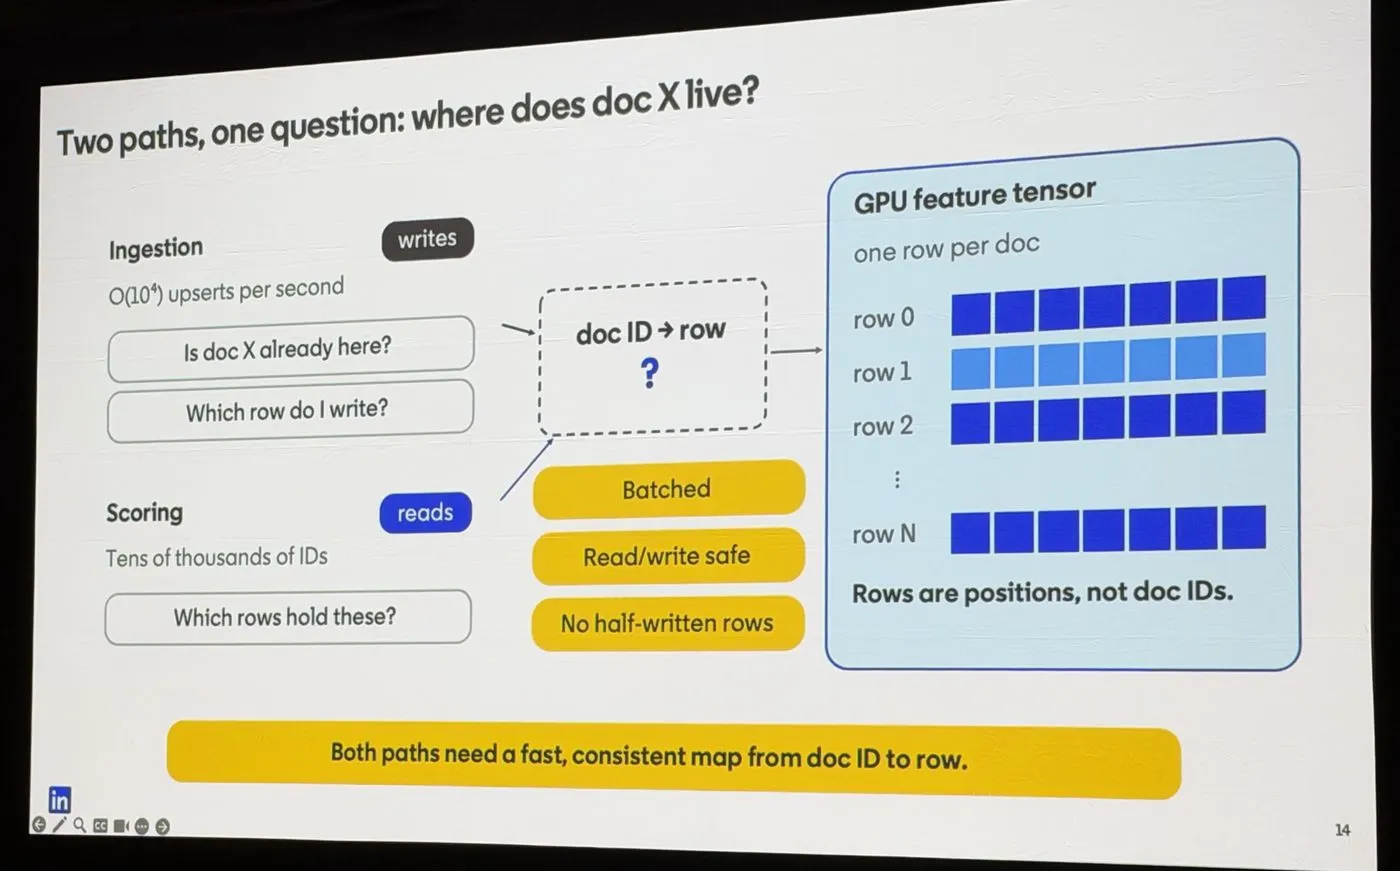 Two paths, one question: where does doc X live?
Ingestion
writes
O(10⁴) upserts per second
Is doc X already here?
Which row do I write?
Scoring
reads
Tens of thousands of IDs
Which rows hold these?
doc ID → row
?
Batched
Read/write safe
No half-written rows
GPU feature tensor
one row per doc
row 0
row 1
row 2
⋮
row N
Rows are positions, not doc IDs.
Both paths need a fast, consistent map from doc ID to row.
in
CC
14